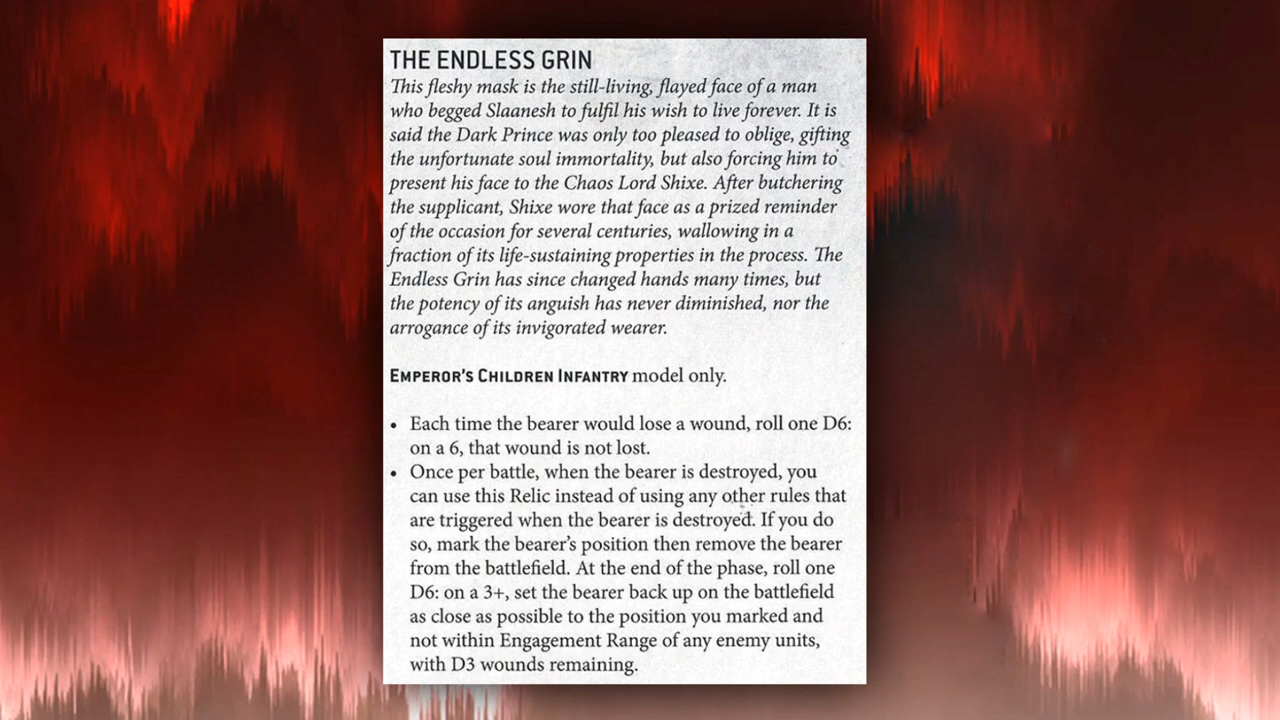 THE ENDLESS GRIN
This fleshy mask is the still-living, flayed face of a man
who begged Slaanesh to fulfil his wish to live forever. It is
said the Dark Prince was only too pleased to oblige, gifting
the unfortunate soul immortality, but also forcing him to
present his face to the Chaos Lord Shixe. After butchering
the supplicant, Shixe wore that face as a prized reminder
of the occasion for several centuries, wallowing in a
fraction of its life-sustaining properties in the process. The
Endless Grin has since changed hands many times, but
the potency of its anguish has never diminished, nor the
arrogance of its invigorated wearer.
EMPEROR'S CHILDREN INFANTRY model only.
• Each time the bearer would lose a wound, roll one D6:
on a 6, that wound is not lost.
• Once per battle, when the bearer is destroyed, you
can use this Relic instead of using any other rules that
are triggered when the bearer is destroyed. If you do
so, mark the bearer's position then remove the bearer
from the battlefield. At the end of the phase, roll one
D6: on a 3+, set the bearer back up on the battlefield
as close as possible to the position you marked and
not within Engagement Range of any enemy units,
with D3 wounds remaining.